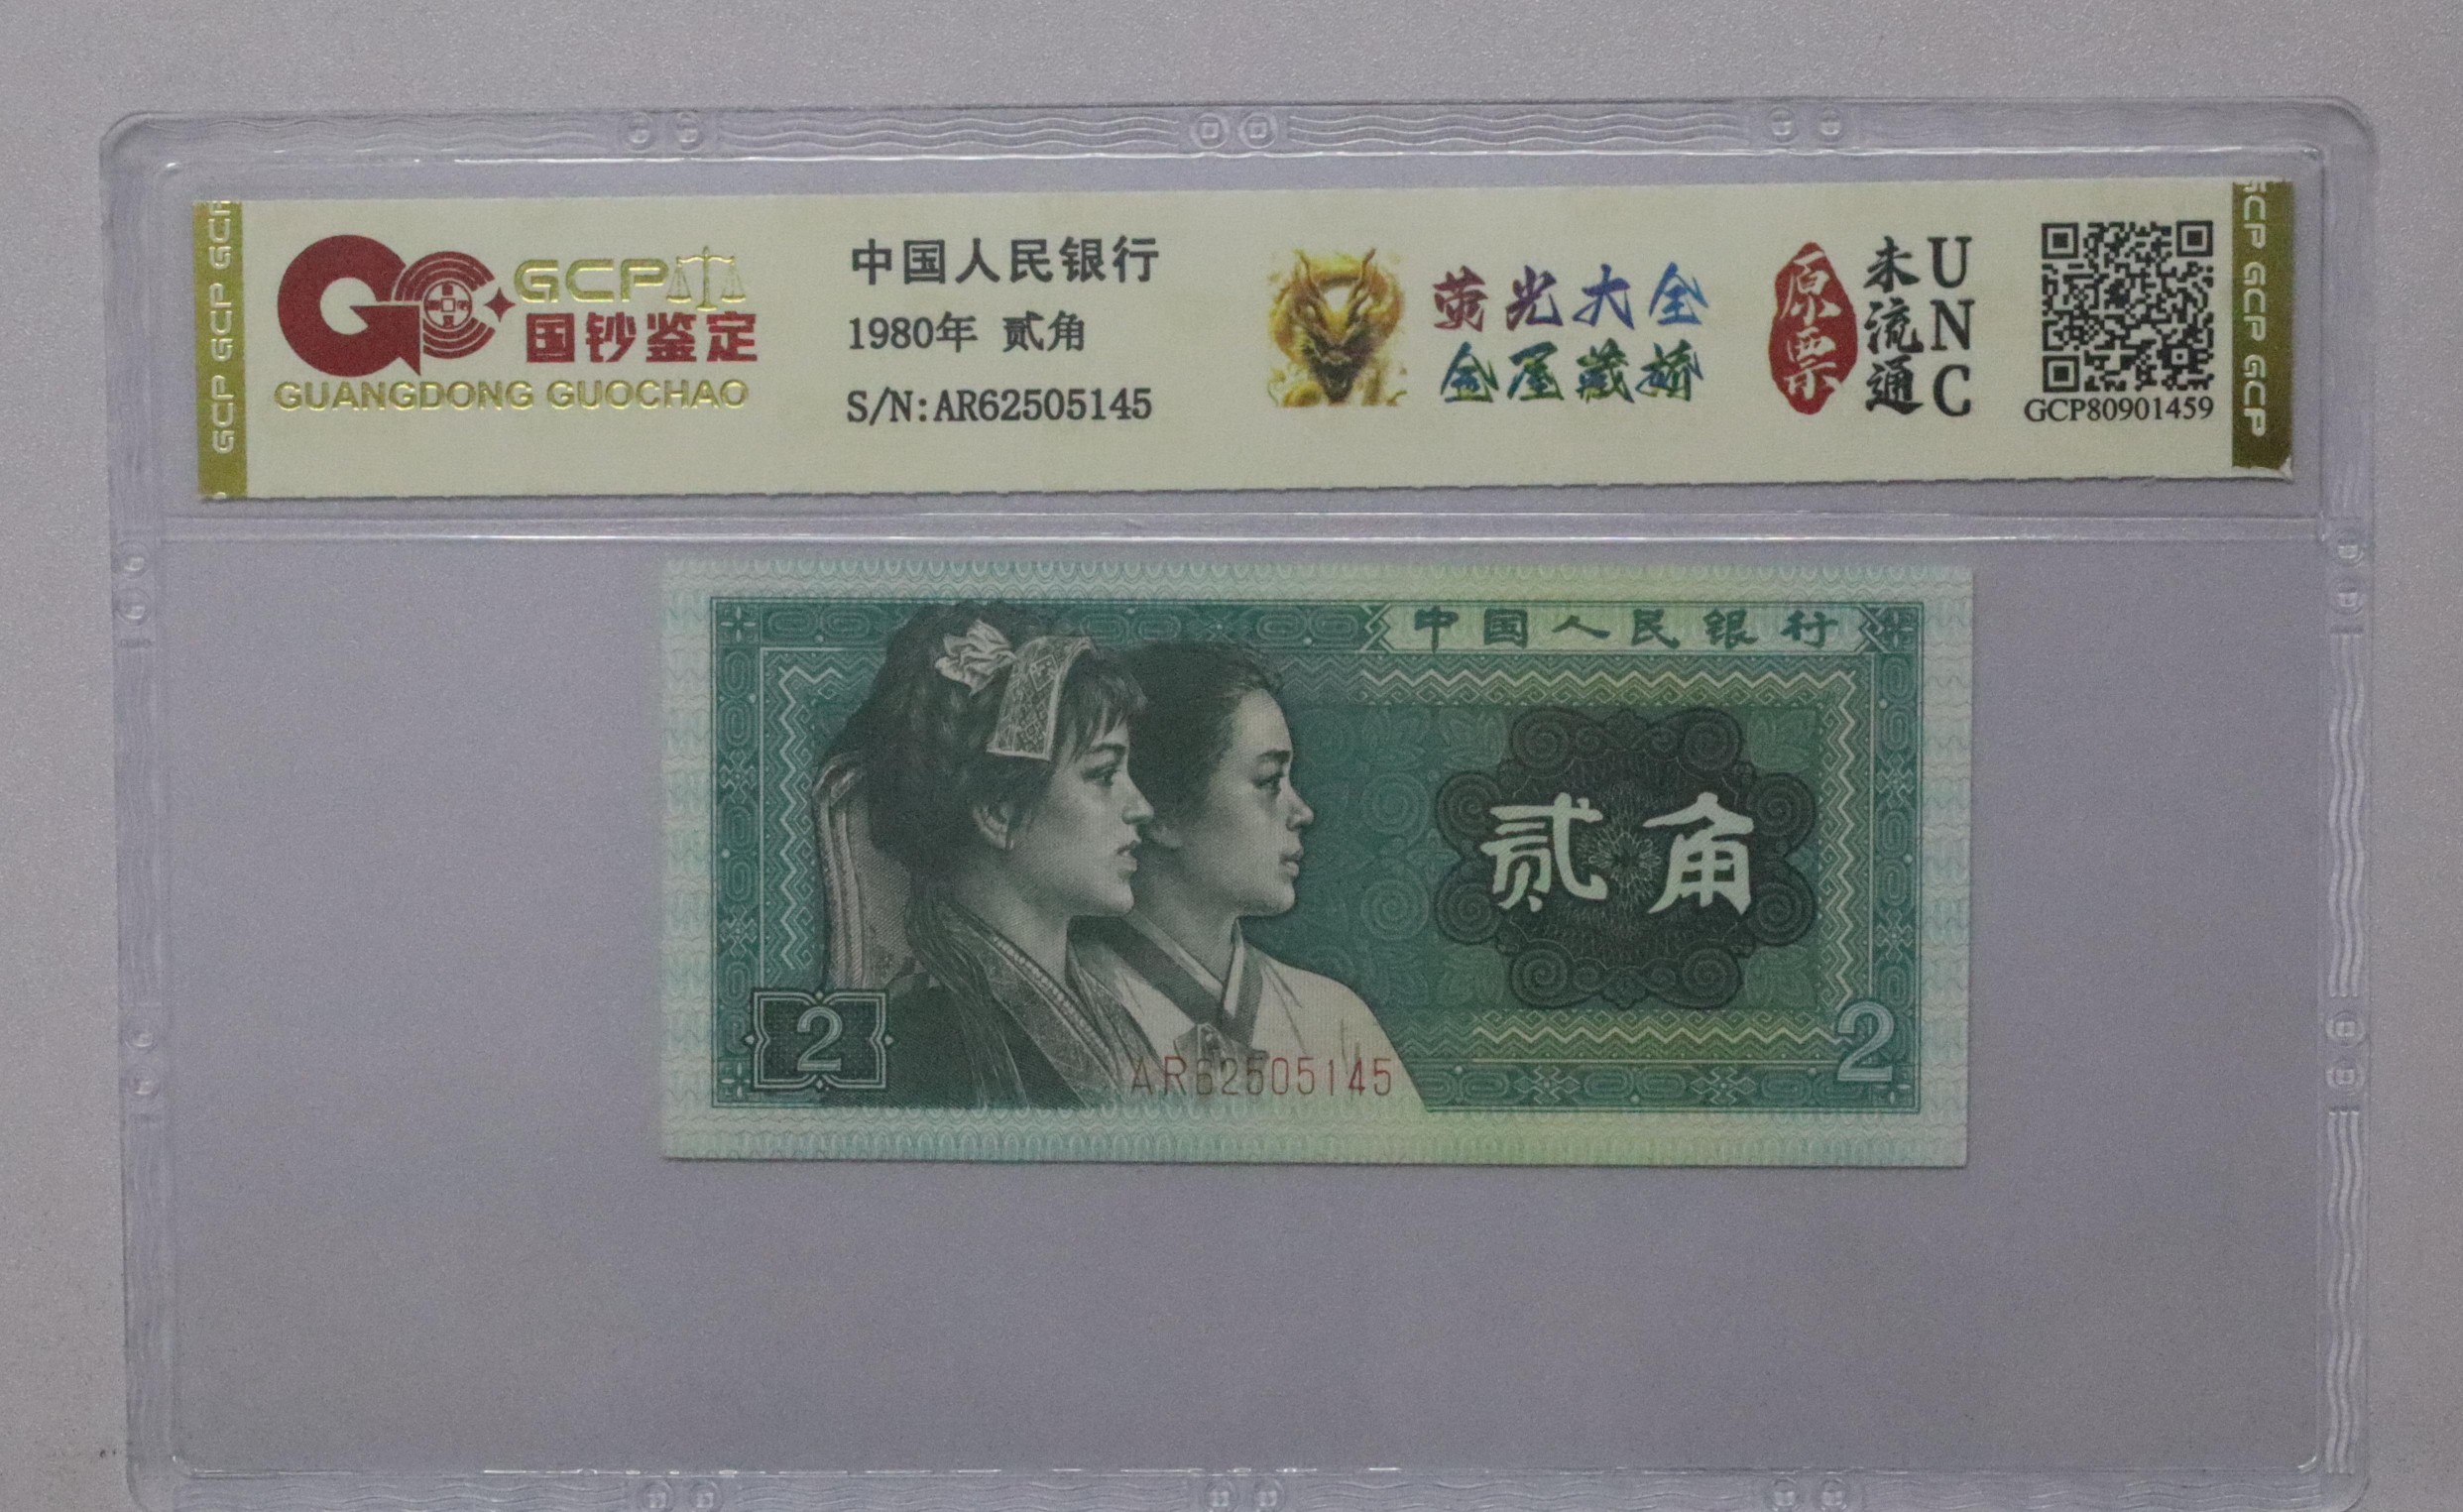 GCP
国钞鉴定
GUANGDONG GUOCHAO
中国人民银行
1980年 贰角
S/N:AR62505145
荧光大全
金屋藏娇
原票
未流通
UNC
GCP80901459
GCP GCP GCP
GCP GCP GCP GCP
中国人民银行
贰角
2
2
AR62505145